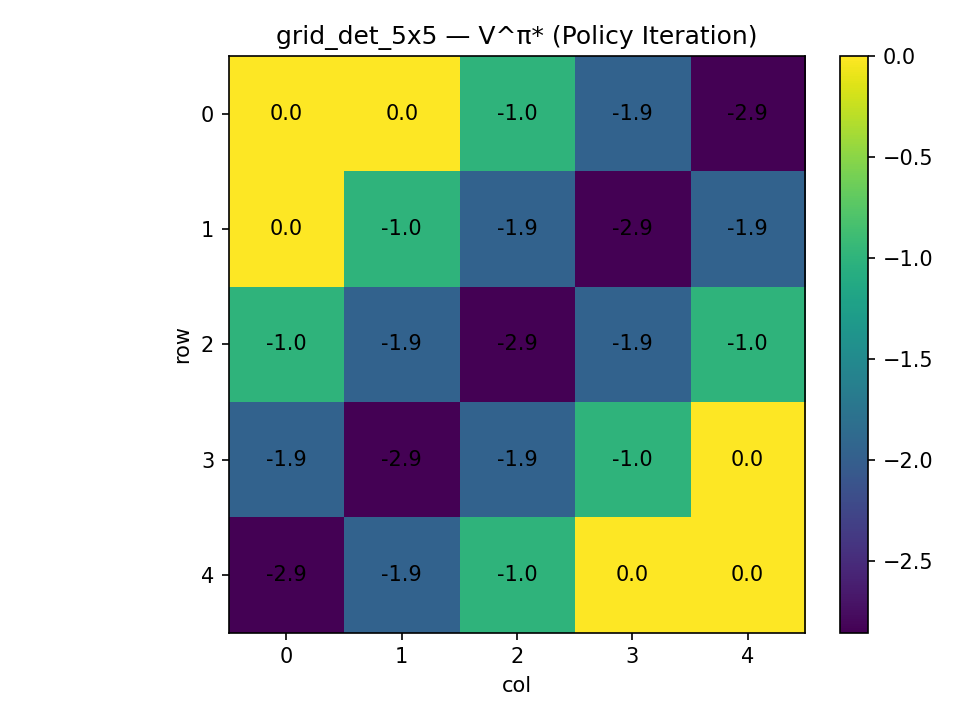 grid_det_5x5 — V^π* (Policy Iteration)
0 0.0 0.0 -1.0 -1.9 -2.9
1 0.0 -1.0 -1.9 -2.9 -1.9
2 -1.0 -1.9 -2.9 -1.9 -1.0
3 -1.9 -2.9 -1.9 -1.0 0.0
4 -2.9 -1.9 -1.0 0.0 0.0
0 1 2 3 4
col
row
0.0
−0.5
−1.0
−1.5
−2.0
−2.5